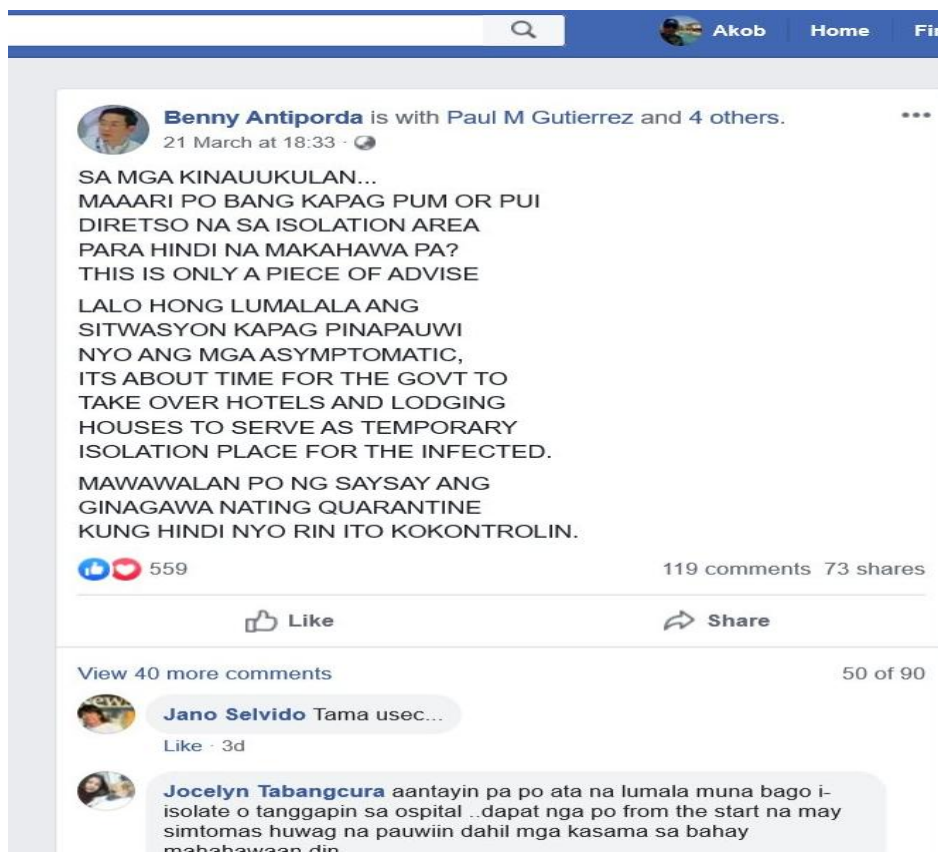 Akob Home Fi
Benny Antiporda is with Paul M Gutierrez and 4 others.
21 March at 18:33 ·
SA MGA KINAUUKULAN...
MAAARI PO BANG KAPAG PUM OR PUI
DIRETSO NA SA ISOLATION AREA
PARA HINDI NA MAKAHAWA PA?
THIS IS ONLY A PIECE OF ADVISE
LALO HONG LUMALALA ANG
SITWASYON KAPAG PINAPAUWI
NYO ANG MGA ASYMPTOMATIC,
ITS ABOUT TIME FOR THE GOVT TO
TAKE OVER HOTELS AND LODGING
HOUSES TO SERVE AS TEMPORARY
ISOLATION PLACE FOR THE INFECTED.
MAWAWALAN PO NG SAYSAY ANG
GINAGAWA NATING QUARANTINE
KUNG HINDI NYO RIN ITO KOKONTROLIN.
559 119 comments 73 shares
Like Share
View 40 more comments 50 of 90
Jano Selvido Tama usec...
Like · 3d
Jocelyn Tabangcura aantayin pa po ata na lumala muna bago i-
isolate o tanggapin sa ospital ..dapat nga po from the start na may
simtomas huwag na pauwiin dahil mga kasama sa bahay
mahahawaan din